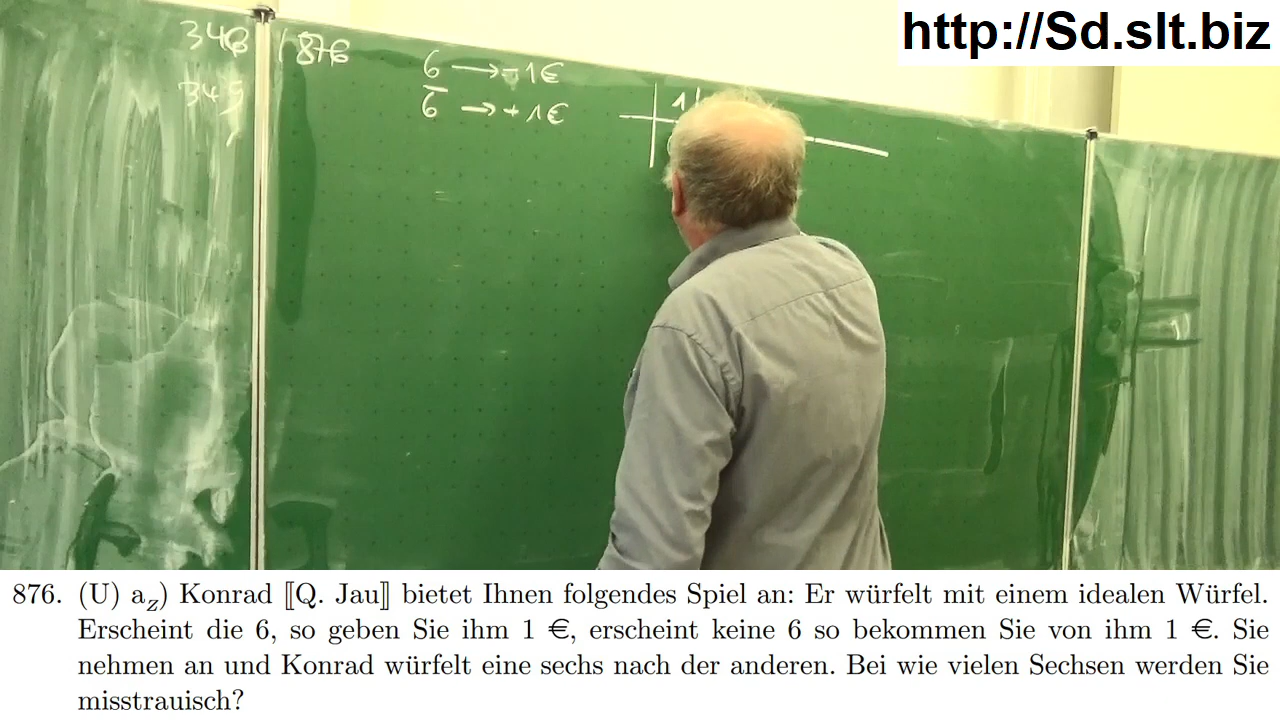 http://Sd.slt.biz
346 876
6 → -1€
349
6̅ → +1€
1
876. (U) a_Z) Konrad ⟦Q. Jau⟧ bietet Ihnen folgendes Spiel an: Er würfelt mit einem idealen Würfel.
Erscheint die 6, so geben Sie ihm 1 €, erscheint keine 6 so bekommen Sie von ihm 1 €. Sie
nehmen an und Konrad würfelt eine sechs nach der anderen. Bei wie vielen Sechsen werden Sie
misstrauisch?